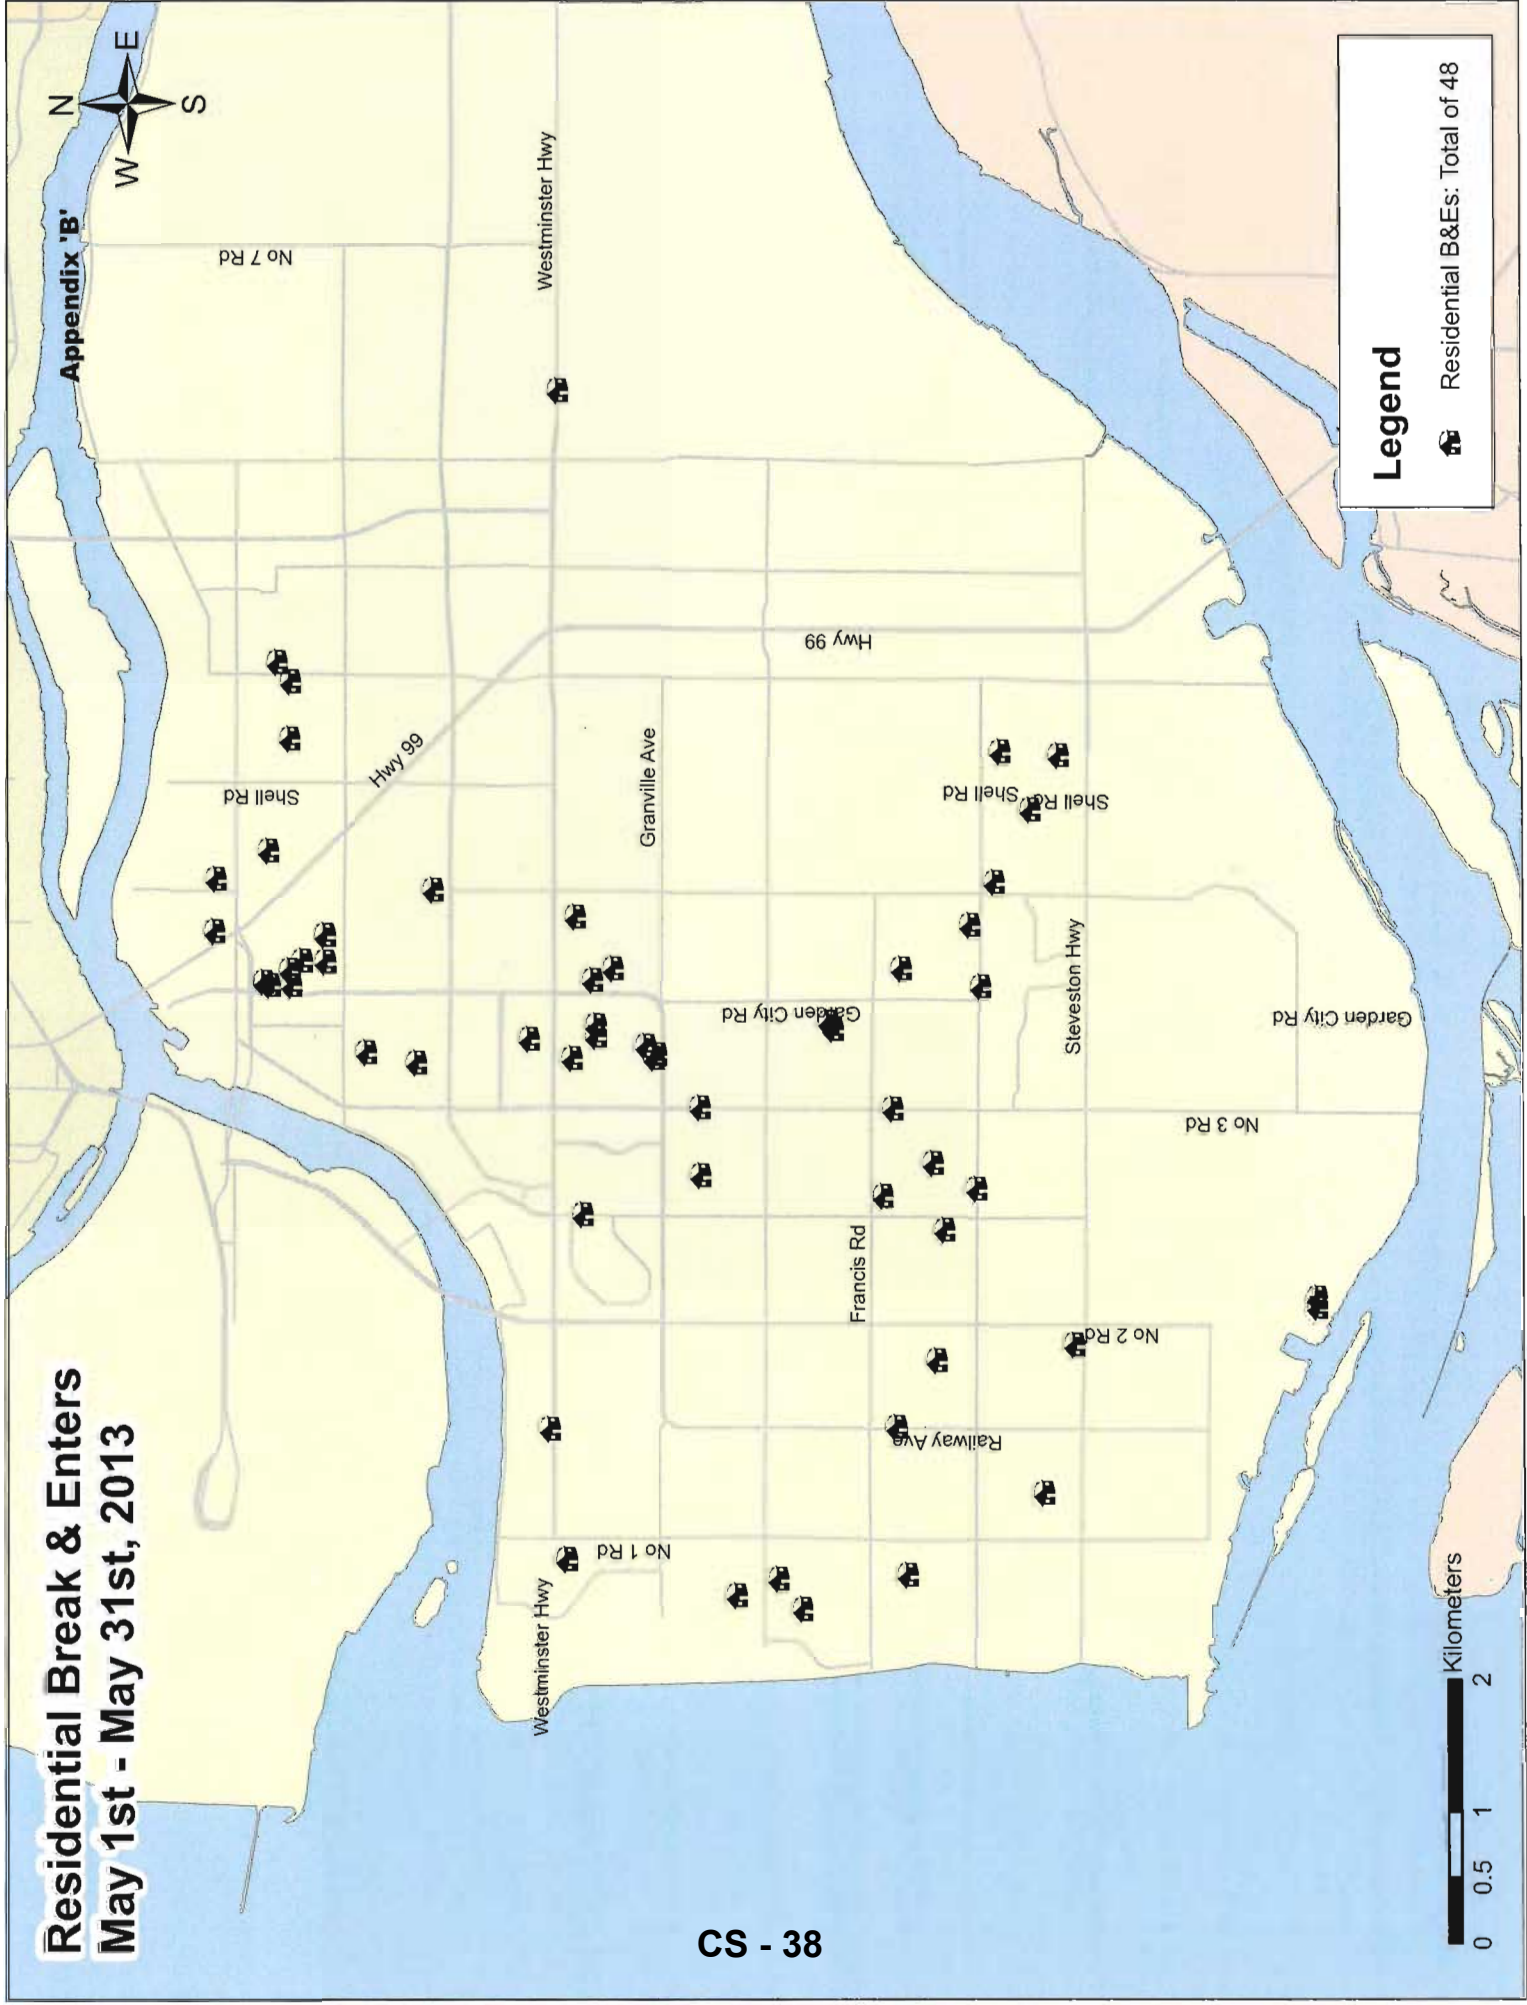 Residential Break & Enters
May 1st - May 31st, 2013
Appendix 'B'
N
W
E
S
No 7 Rd
Westminster Hwy
Shell Rd
Hwy 99
Hwy 99
Granville Ave
Shell Rd
Shell Rd
Garden City Rd
Steveston Hwy
Garden City Rd
No 3 Rd
Francis Rd
No 2 Rd
Railway Ave
No 1 Rd
Westminster Hwy
Legend
Residential B&Es: Total of 48
0 0.5 1 2
Kilometers
CS - 38